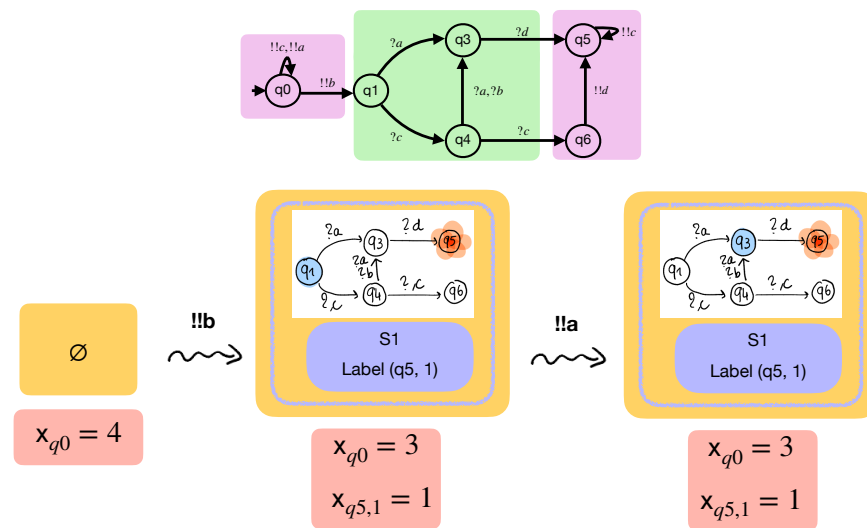 !!c,!!a
q0
!!b
q1
?a
?c
q3
?a,?b
q4
?d
?c
q5
!!c
!!d
q6
∅
x_{q0} = 4
!!b
?a
?d
q1
q3
q5
?a
?b
?c
q4
?c
q6
S1
Label (q5, 1)
x_{q0} = 3
x_{q5,1} = 1
!!a
?a
?d
q1
q3
q5
?a
?b
?c
q4
?c
q6
S1
Label (q5, 1)
x_{q0} = 3
x_{q5,1} = 1